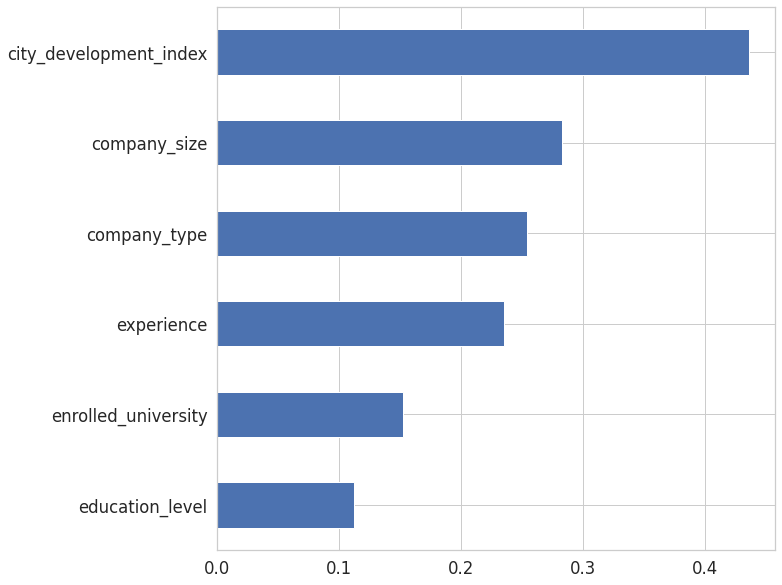 city_development_index
company_size
company_type
experience
enrolled_university
education_level
0.0 0.1 0.2 0.3 0.4